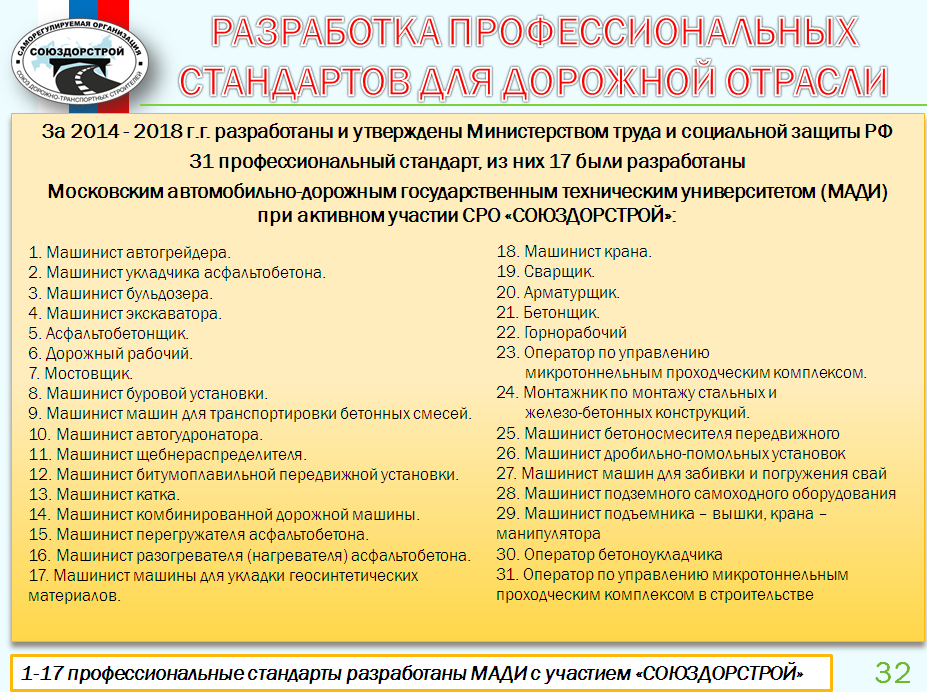 САМОРЕГУЛИРУЕМАЯ ОРГАНИЗАЦИЯ
СОЮЗДОРСТРОЙ
СОЮЗ ДОРОЖНО-ТРАНСПОРТНЫХ СТРОИТЕЛЕЙ
РАЗРАБОТКА ПРОФЕССИОНАЛЬНЫХ
СТАНДАРТОВ ДЛЯ ДОРОЖНОЙ ОТРАСЛИ
За 2014 - 2018 г.г. разработаны и утверждены Министерством труда и социальной защиты РФ
31 профессиональный стандарт, из них 17 были разработаны
Московским автомобильно-дорожным государственным техническим университетом (МАДИ)
при активном участии СРО «СОЮЗДОРСТРОЙ»:
1. Машинист автогрейдера.
2. Машинист укладчика асфальтобетона.
3. Машинист бульдозера.
4. Машинист экскаватора.
5. Асфальтобетонщик.
6. Дорожный рабочий.
7. Мостовщик.
8. Машинист буровой установки.
9. Машинист машин для транспортировки бетонных смесей.
10. Машинист автогудронатора.
11. Машинист щебнераспределителя.
12. Машинист битумоплавильной передвижной установки.
13. Машинист катка.
14. Машинист комбинированной дорожной машины.
15. Машинист перегружателя асфальтобетона.
16. Машинист разогревателя (нагревателя) асфальтобетона.
17. Машинист машины для укладки геосинтетических
материалов.
18. Машинист крана.
19. Сварщик.
20. Арматурщик.
21. Бетонщик.
22. Горнорабочий
23. Оператор по управлению
микротоннельным проходческим комплексом.
24. Монтажник по монтажу стальных и
железо-бетонных конструкций.
25. Машинист бетоносмесителя передвижного
26. Машинист дробильно-помольных установок
27. Машинист машин для забивки и погружения свай
28. Машинист подземного самоходного оборудования
29. Машинист подъемника – вышки, крана –
манипулятора
30. Оператор бетоноукладчика
31. Оператор по управлению микротоннельным
проходческим комплексом в строительстве
1-17 профессиональные стандарты разработаны МАДИ с участием «СОЮЗДОРСТРОЙ»
32